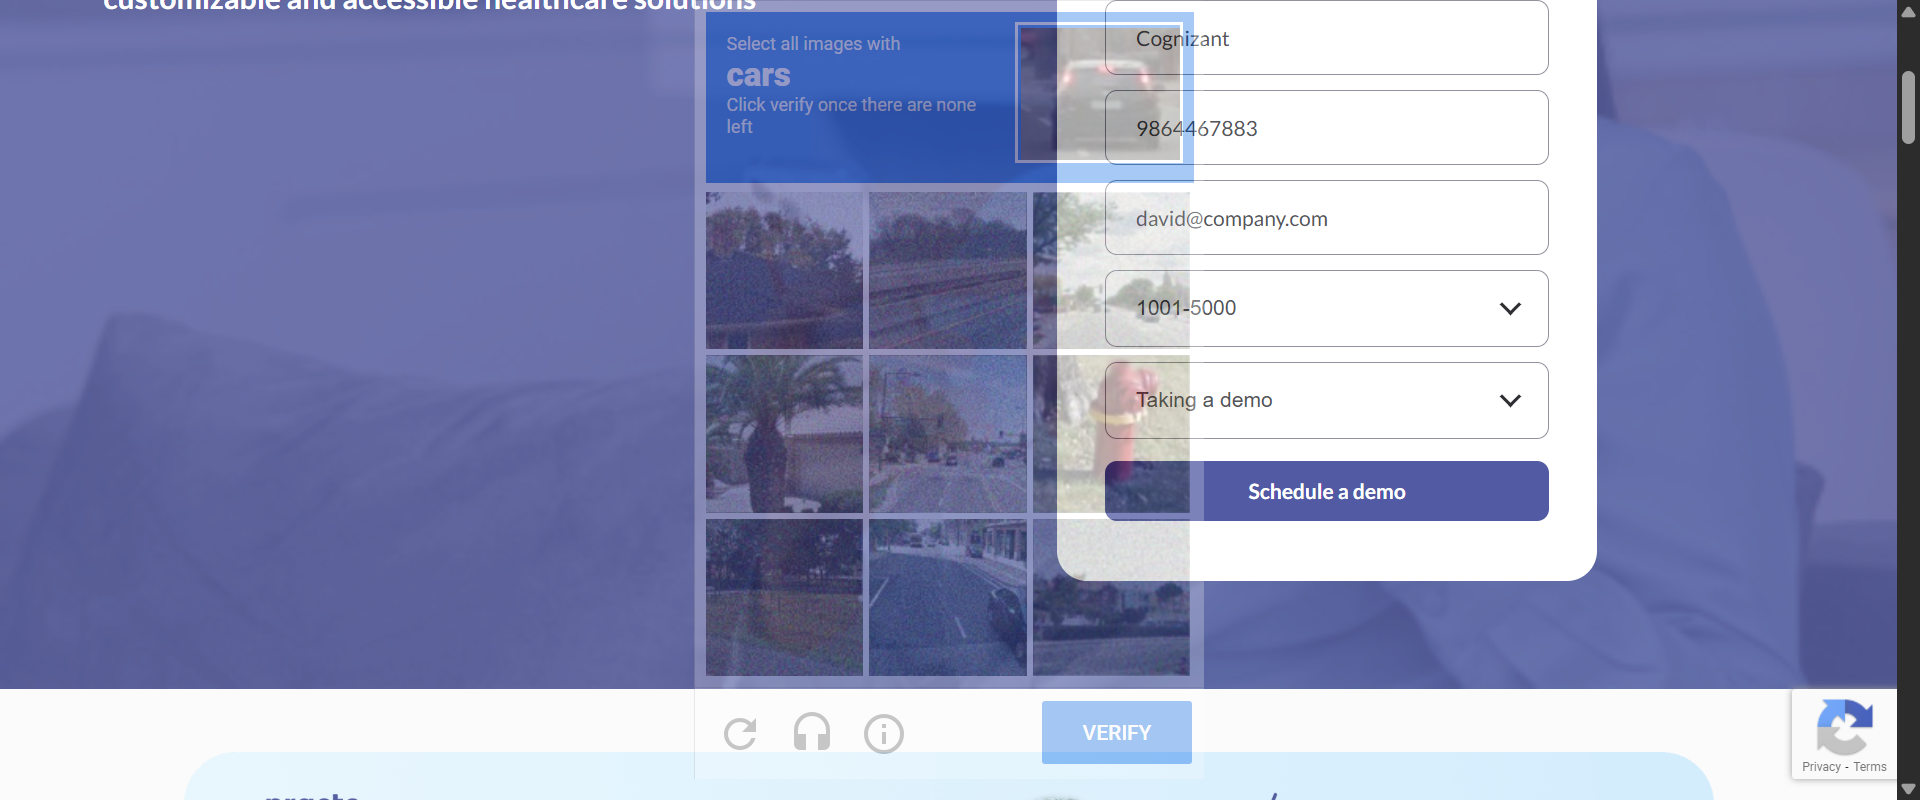 customizable and accessible healthcare solutions
Select all images with
cars
Click verify once there are none
left
Cognizant
9864467883
david@company.com
1001-5000
Taking a demo
Schedule a demo
VERIFY
Privacy - Terms